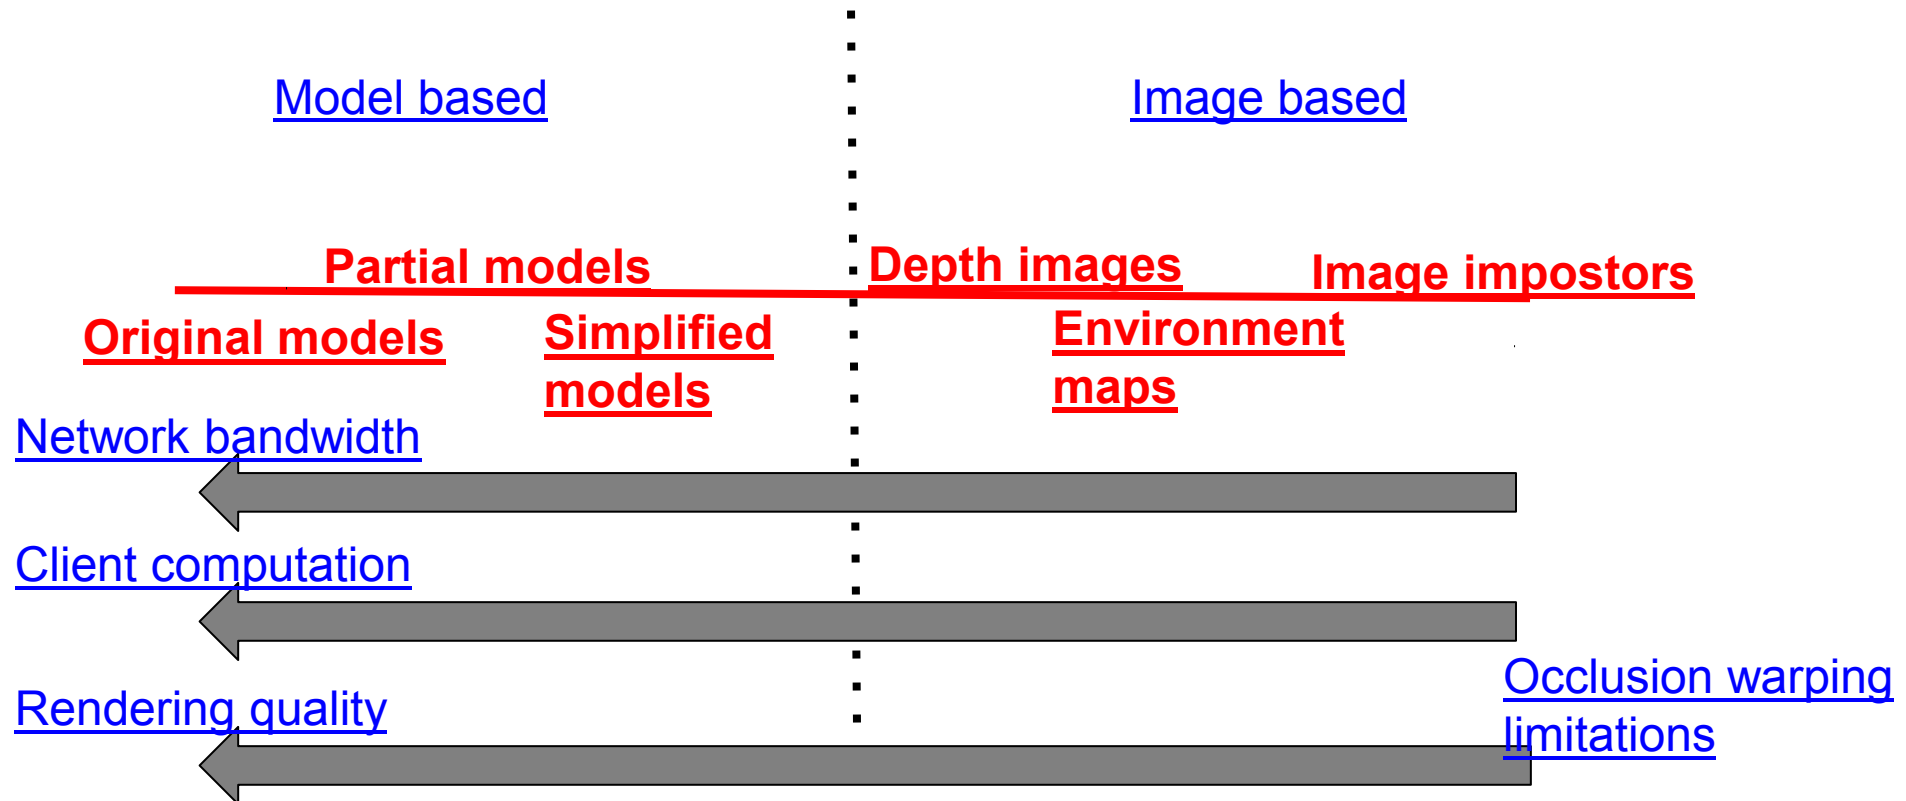 Model based
Image based
Partial models
Depth images
Image impostors
Original models
Simplified
models
Environment
maps
Network bandwidth
Client computation
Rendering quality
Occlusion warping
limitations